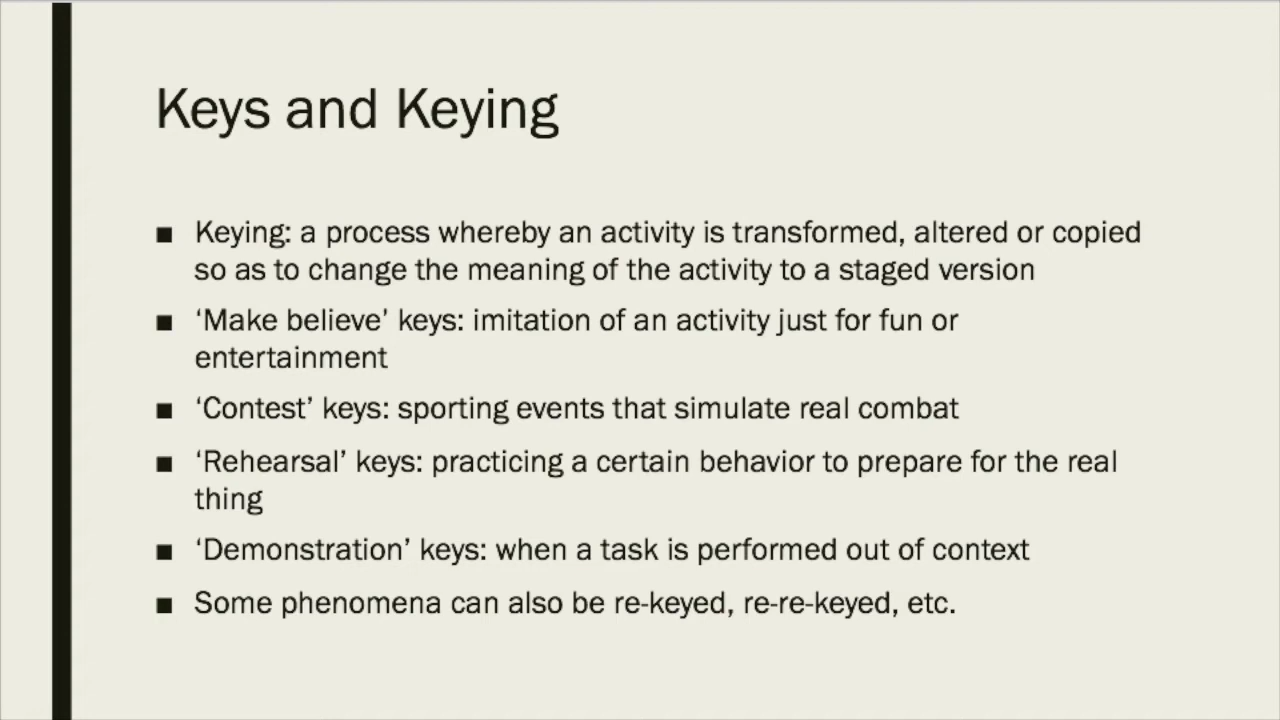 Keys and Keying
■ Keying: a process whereby an activity is transformed, altered or copied
so as to change the meaning of the activity to a staged version
■ ‘Make believe’ keys: imitation of an activity just for fun or
entertainment
■ ‘Contest’ keys: sporting events that simulate real combat
■ ‘Rehearsal’ keys: practicing a certain behavior to prepare for the real
thing
■ ‘Demonstration’ keys: when a task is performed out of context
■ Some phenomena can also be re-keyed, re-re-keyed, etc.